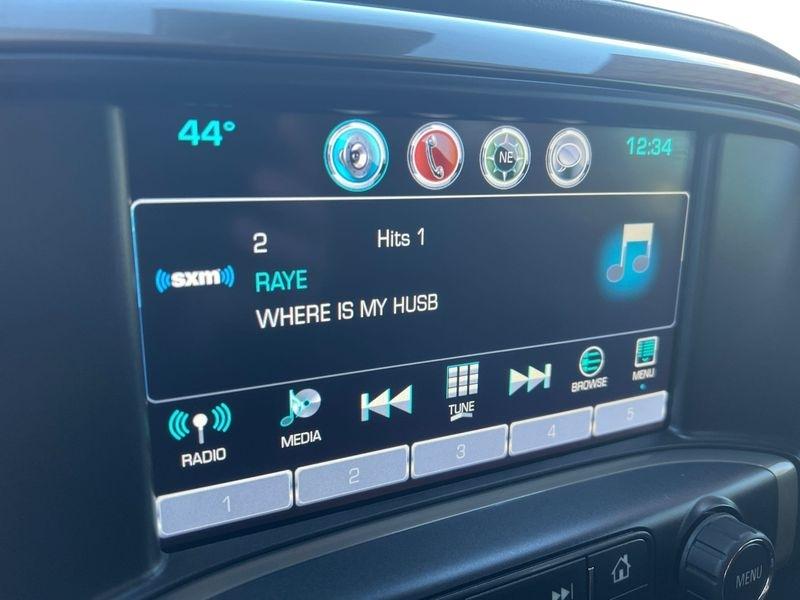 44°
NE
12:34
2 Hits 1
sxm
RAYE
WHERE IS MY HUSB
RADIO
MEDIA
TUNE
BROWSE
MENU
1 2 3 4 5
MENU